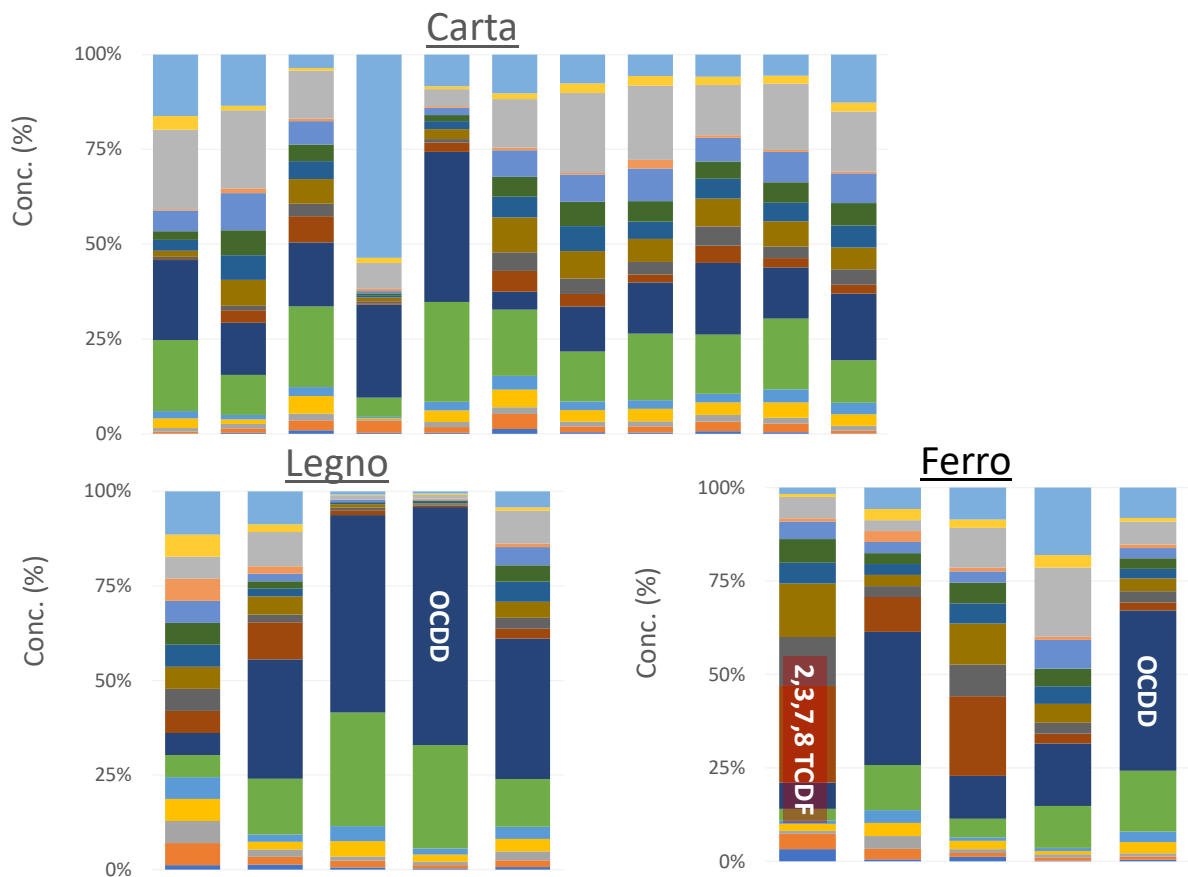 Carta
100%
75%
50%
25%
0%
Conc. (%)
Legno
100%
75%
50%
25%
0%
Conc. (%)
OCDD
Ferro
100%
75%
50%
25%
0%
Conc. (%)
2,3,7,8 TCDF
OCDD